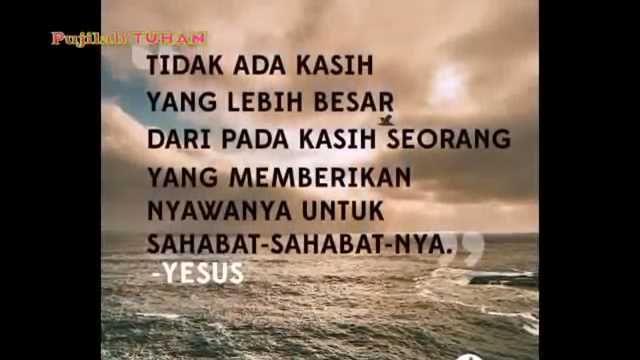 Pujilah TUHAN
TIDAK ADA KASIH
YANG LEBIH BESAR
DARI PADA KASIH SEORANG
YANG MEMBERIKAN
NYAWANYA UNTUK
SAHABAT-SAHABAT-NYA.
-YESUS